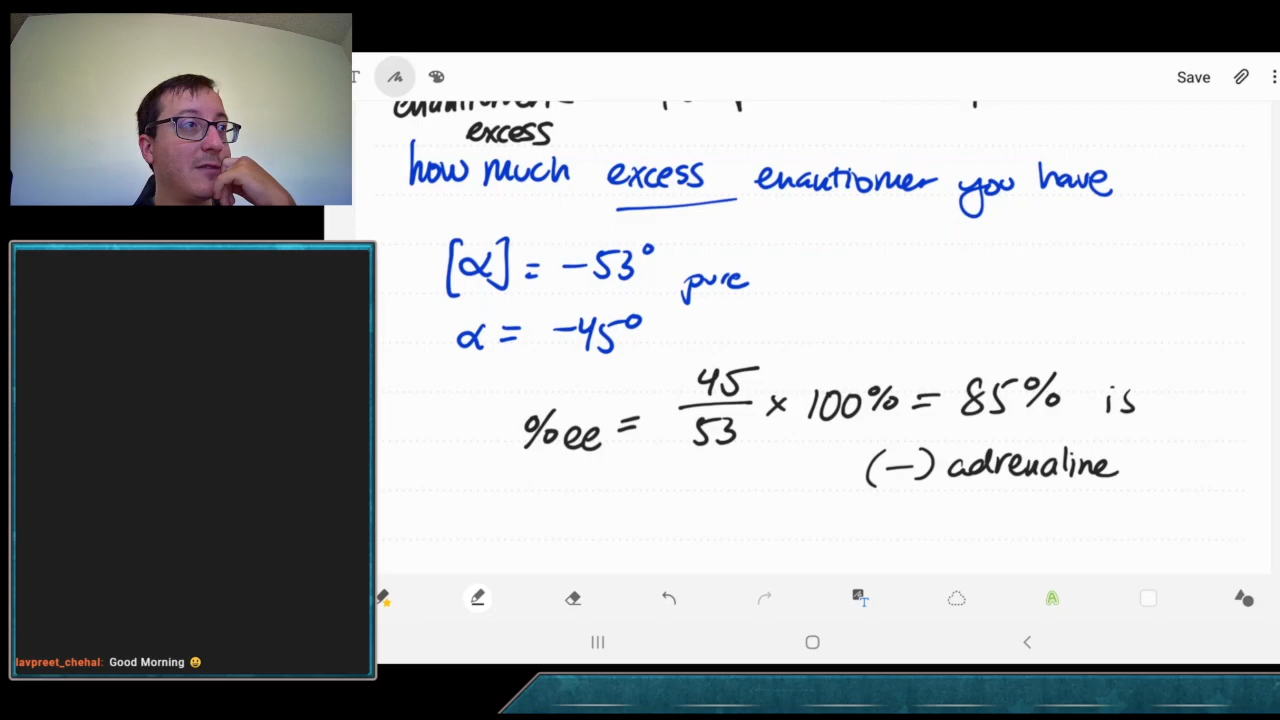 Save
excess
how much excess enantiomer you have
[α] = -53° pure
α = -45°
%ee = 45/53 × 100% = 85% is
(-) adrenaline
lavpreet_chehal: Good Morning 😃